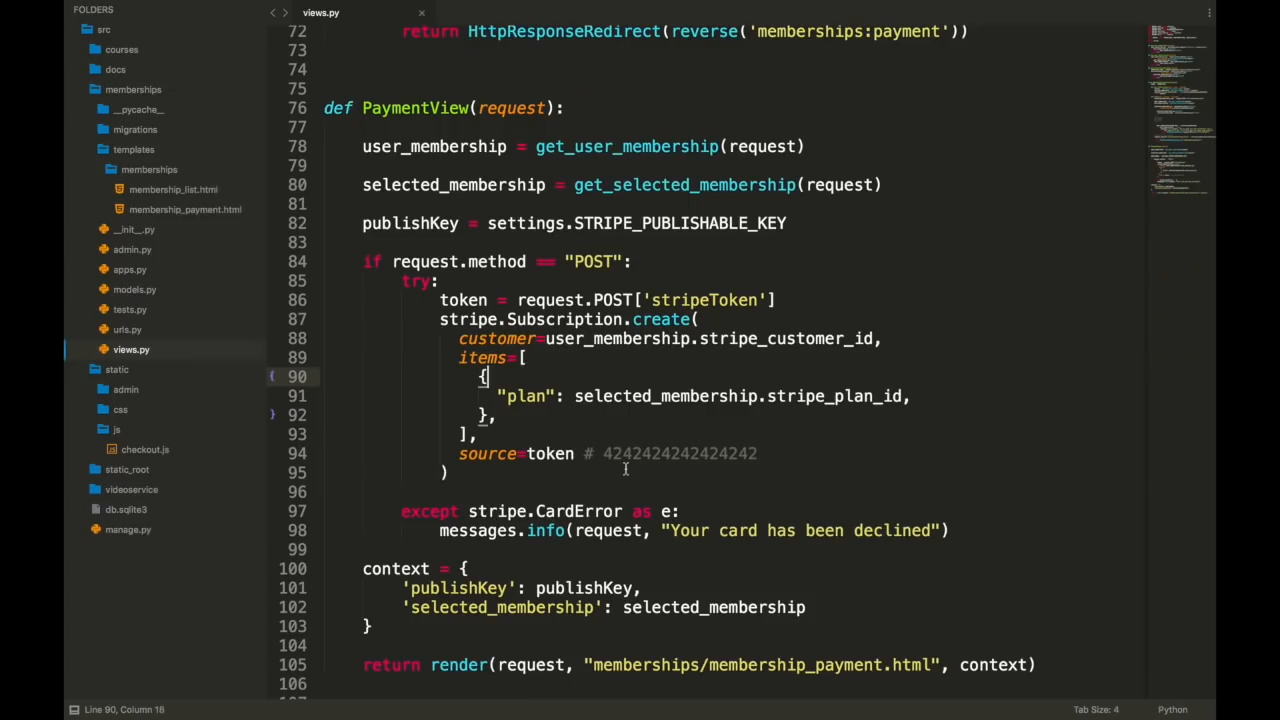 FOLDERS
src
courses
docs
memberships
__pycache__
migrations
templates
memberships
membership_list.html
membership_payment.html
__init__.py
admin.py
apps.py
models.py
tests.py
urls.py
views.py
static
admin
css
js
checkout.js
static_root
videoservice
db.sqlite3
manage.py
views.py ×
72 return HttpResponseRedirect(reverse('memberships:payment'))
73
74
75
76 def PaymentView(request):
77
78 user_membership = get_user_membership(request)
79
80 selected_membership = get_selected_membership(request)
81
82 publishKey = settings.STRIPE_PUBLISHABLE_KEY
83
84 if request.method == "POST":
85 try:
86 token = request.POST['stripeToken']
87 stripe.Subscription.create(
88 customer=user_membership.stripe_customer_id,
89 items=[
{ 90 {
91 "plan": selected_membership.stripe_plan_id,
} 92 },
93 ],
94 source=token # 4242424242424242
95 )
96
97 except stripe.CardError as e:
98 messages.info(request, "Your card has been declined")
99
100 context = {
101 'publishKey': publishKey,
102 'selected_membership': selected_membership
103 }
104
105 return render(request, "memberships/membership_payment.html", context)
106
Line 90, Column 18
Tab Size: 4
Python